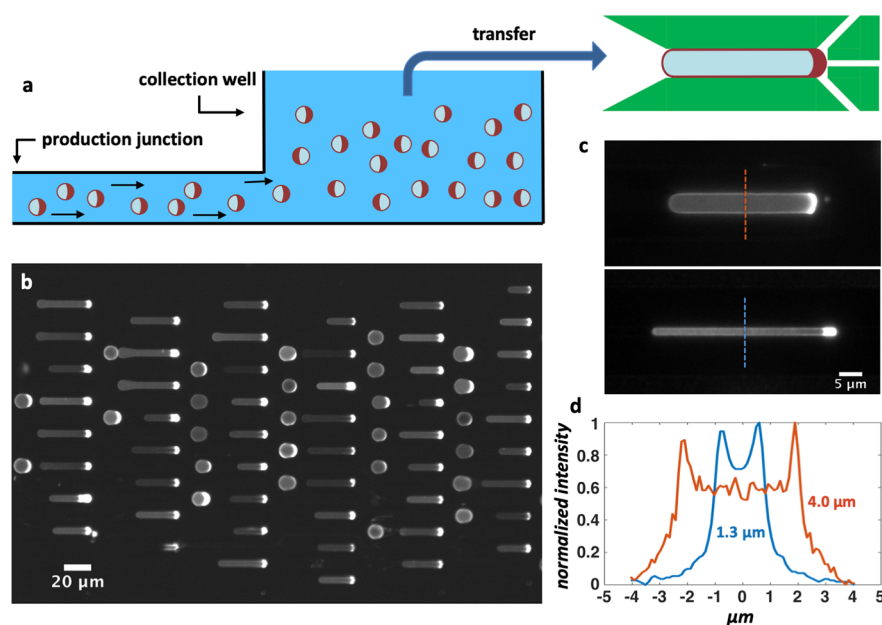 transfer
a
collection well
production junction
c
b
5 µm
20 µm
d
normalized intensity
1
0.8
0.6
0.4
0.2
0
4.0 µm
1.3 µm
-5 -4 -3 -2 -1 0 1 2 3 4 5
µm